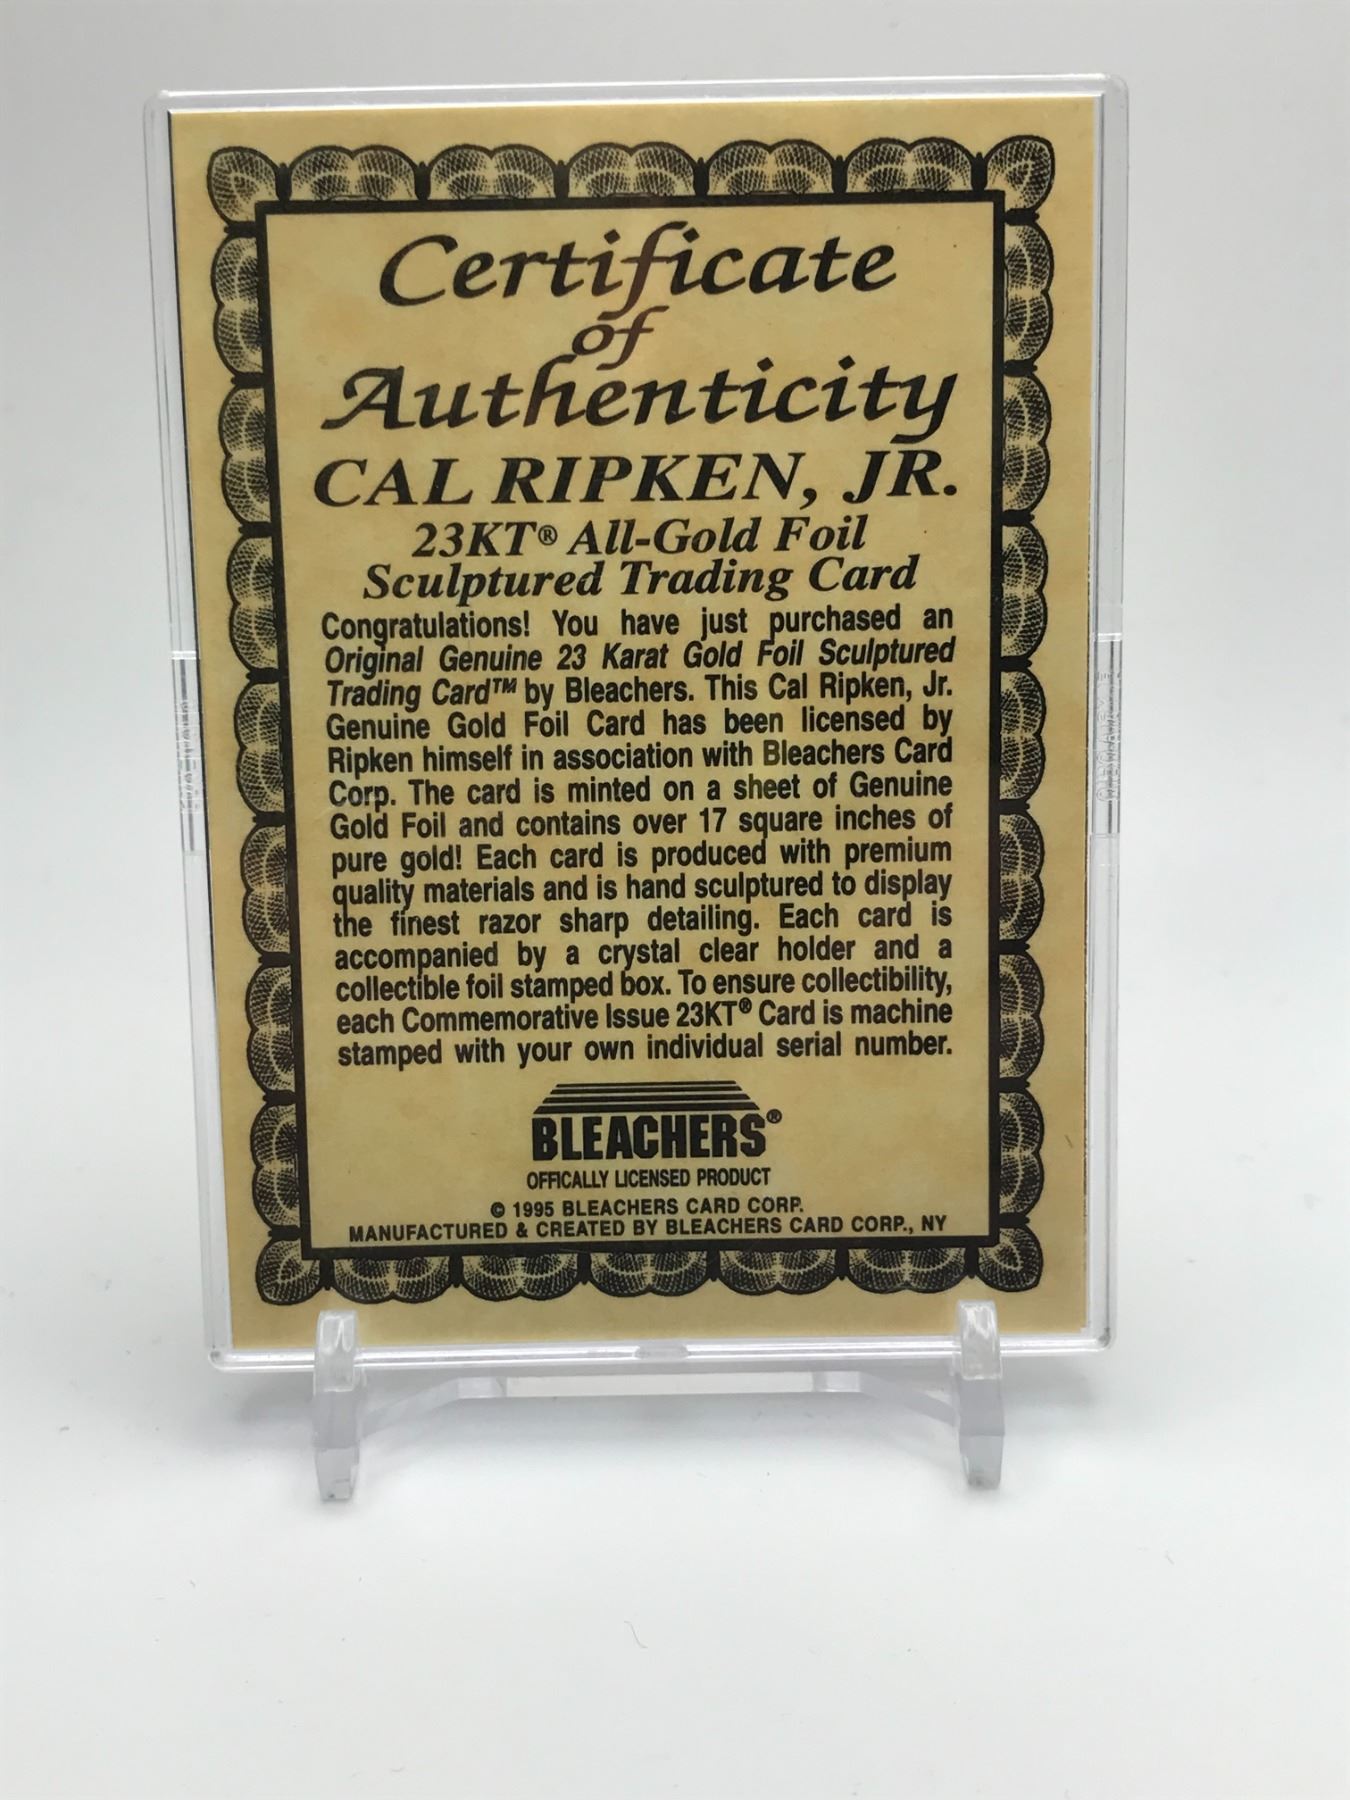 Certificate
of
Authenticity
CAL RIPKEN, JR.
23KT® All-Gold Foil
Sculptured Trading Card
Congratulations! You have just purchased an
Original Genuine 23 Karat Gold Foil Sculptured
Trading Card™ by Bleachers. This Cal Ripken, Jr.
Genuine Gold Foil Card has been licensed by
Ripken himself in association with Bleachers Card
Corp. The card is minted on a sheet of Genuine
Gold Foil and contains over 17 square inches of
pure gold! Each card is produced with premium
quality materials and is hand sculptured to display
the finest razor sharp detailing. Each card is
accompanied by a crystal clear holder and a
collectible foil stamped box. To ensure collectibility,
each Commemorative Issue 23KT® Card is machine
stamped with your own individual serial number.
BLEACHERS®
OFFICALLY LICENSED PRODUCT
© 1995 BLEACHERS CARD CORP.
MANUFACTURED & CREATED BY BLEACHERS CARD CORP., NY